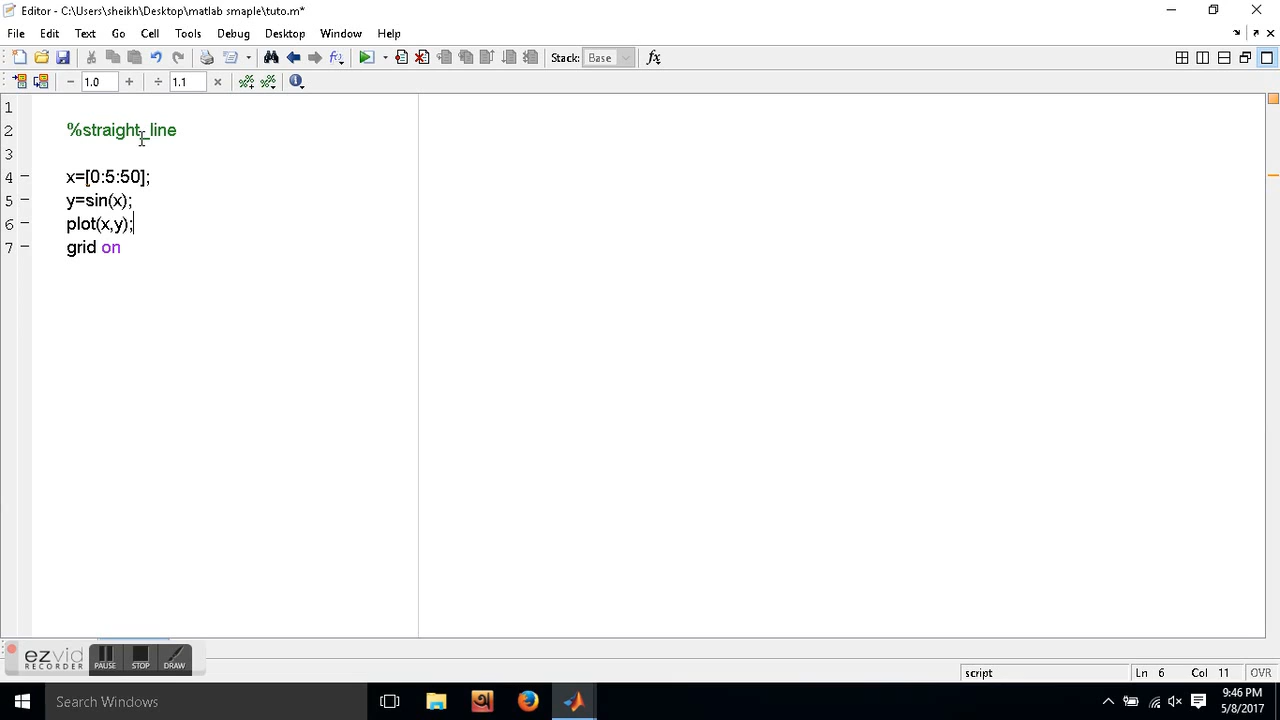 Editor - C:\Users\sheikh\Desktop\matlab smaple\tuto.m*
File Edit Text Go Cell Tools Debug Desktop Window Help
Stack: Base fx
1.0 1.1
1
2 %straight_line
3
4 x=[0:5:50];
5 y=sin(x);
6 plot(x,y);
7 grid on
ezvid RECORDER PAUSE STOP DRAW
script Ln 6 Col 11 OVR
Search Windows
9:46 PM
5/8/2017